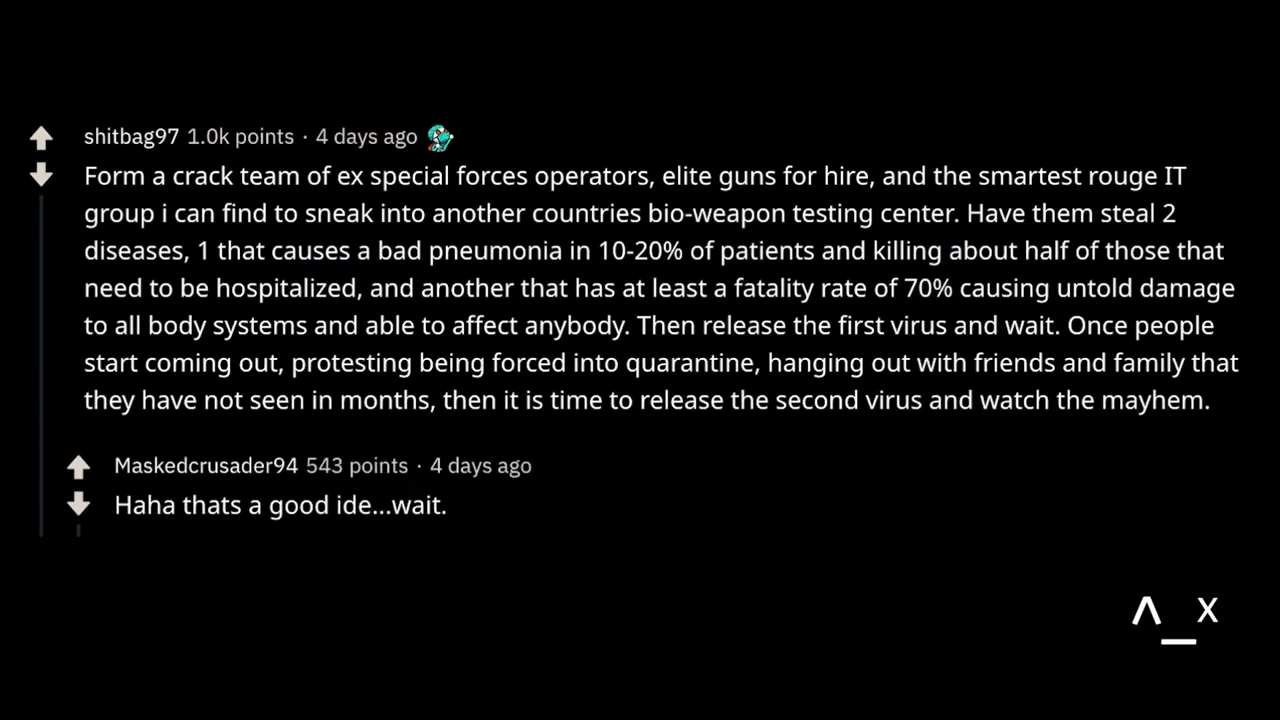 shitbag97 1.0k points · 4 days ago
Form a crack team of ex special forces operators, elite guns for hire, and the smartest rouge IT
group i can find to sneak into another countries bio-weapon testing center. Have them steal 2
diseases, 1 that causes a bad pneumonia in 10-20% of patients and killing about half of those that
need to be hospitalized, and another that has at least a fatality rate of 70% causing untold damage
to all body systems and able to affect anybody. Then release the first virus and wait. Once people
start coming out, protesting being forced into quarantine, hanging out with friends and family that
they have not seen in months, then it is time to release the second virus and watch the mayhem.
Maskedcrusader94 543 points · 4 days ago
Haha thats a good ide...wait.
Λ_x